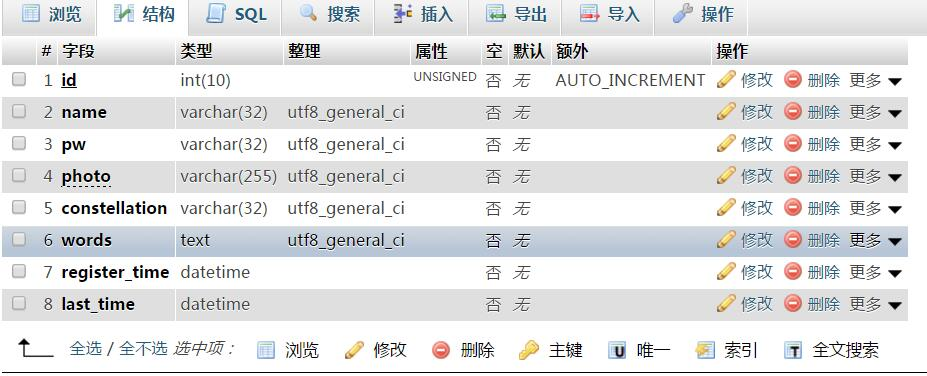 浏览 结构 SQL 搜索 插入 导出 导入 操作
# 字段 类型 整理 属性 空 默认 额外 操作
1 id int(10) UNSIGNED 否 无 AUTO_INCREMENT 修改 删除 更多
2 name varchar(32) utf8_general_ci 否 无 修改 删除 更多
3 pw varchar(32) utf8_general_ci 否 无 修改 删除 更多
4 photo varchar(255) utf8_general_ci 否 无 修改 删除 更多
5 constellation varchar(32) utf8_general_ci 否 无 修改 删除 更多
6 words text utf8_general_ci 否 无 修改 删除 更多
7 register_time datetime 否 无 修改 删除 更多
8 last_time datetime 否 无 修改 删除 更多
全选 / 全不选 选中项： 浏览 修改 删除 主键 U 唯一 索引 T 全文搜索